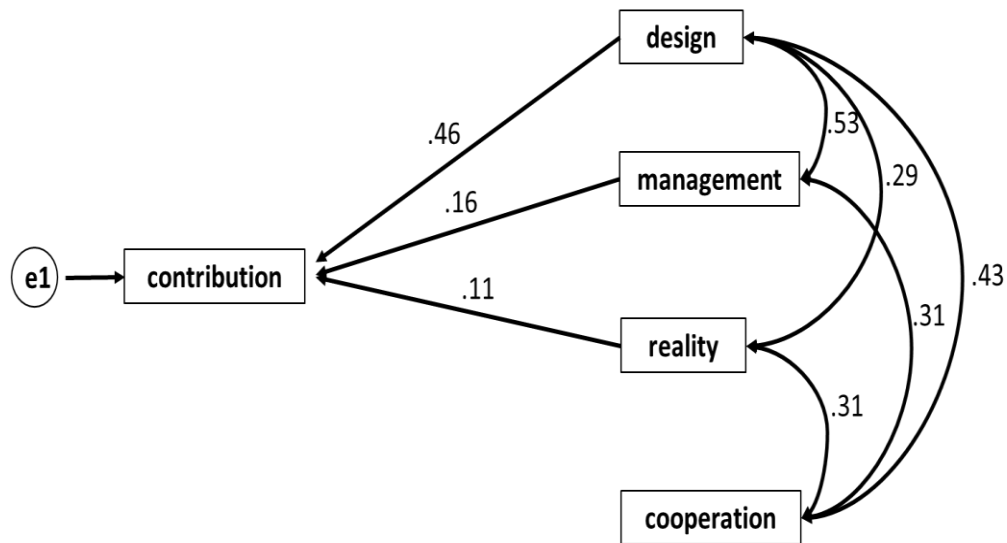 design
.53
.46
management
.29
.16
e1
contribution
.43
.11
.31
reality
.31
cooperation